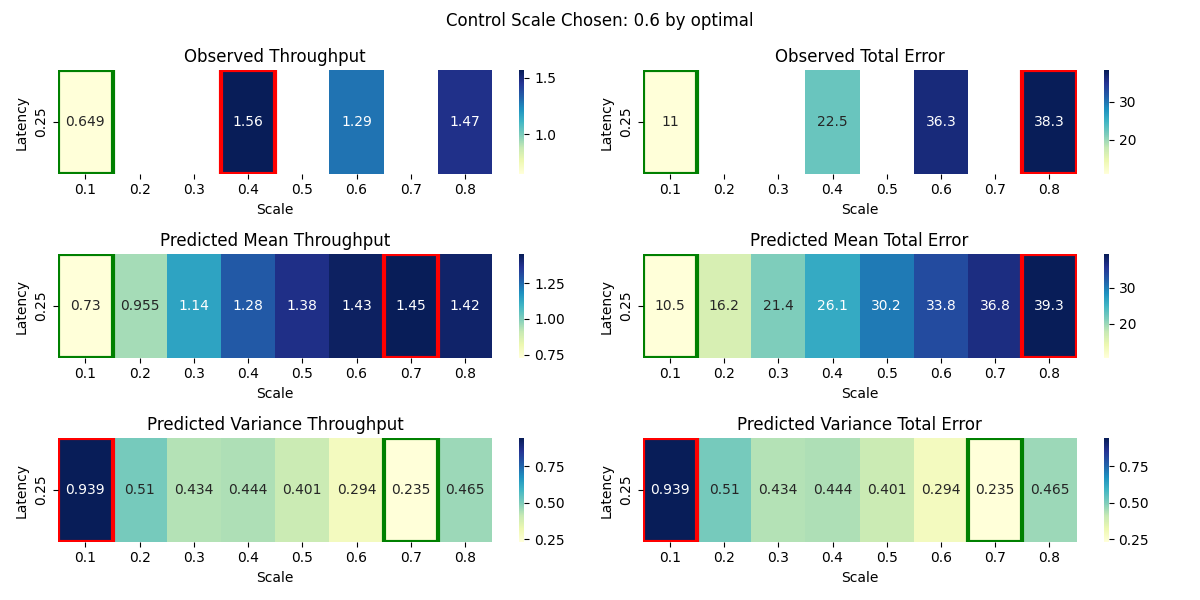 Control Scale Chosen: 0.6 by optimal
Observed Throughput
Latency
0.25
0.649 1.56 1.29 1.47
0.1 0.2 0.3 0.4 0.5 0.6 0.7 0.8
Scale
1.5
1.0
Observed Total Error
Latency
0.25
11 22.5 36.3 38.3
0.1 0.2 0.3 0.4 0.5 0.6 0.7 0.8
Scale
30
20
Predicted Mean Throughput
Latency
0.25
0.73 0.955 1.14 1.28 1.38 1.43 1.45 1.42
0.1 0.2 0.3 0.4 0.5 0.6 0.7 0.8
Scale
1.25
1.00
0.75
Predicted Mean Total Error
Latency
0.25
10.5 16.2 21.4 26.1 30.2 33.8 36.8 39.3
0.1 0.2 0.3 0.4 0.5 0.6 0.7 0.8
Scale
30
20
Predicted Variance Throughput
Latency
0.25
0.939 0.51 0.434 0.444 0.401 0.294 0.235 0.465
0.1 0.2 0.3 0.4 0.5 0.6 0.7 0.8
Scale
0.75
0.50
0.25
Predicted Variance Total Error
Latency
0.25
0.939 0.51 0.434 0.444 0.401 0.294 0.235 0.465
0.1 0.2 0.3 0.4 0.5 0.6 0.7 0.8
Scale
0.75
0.50
0.25